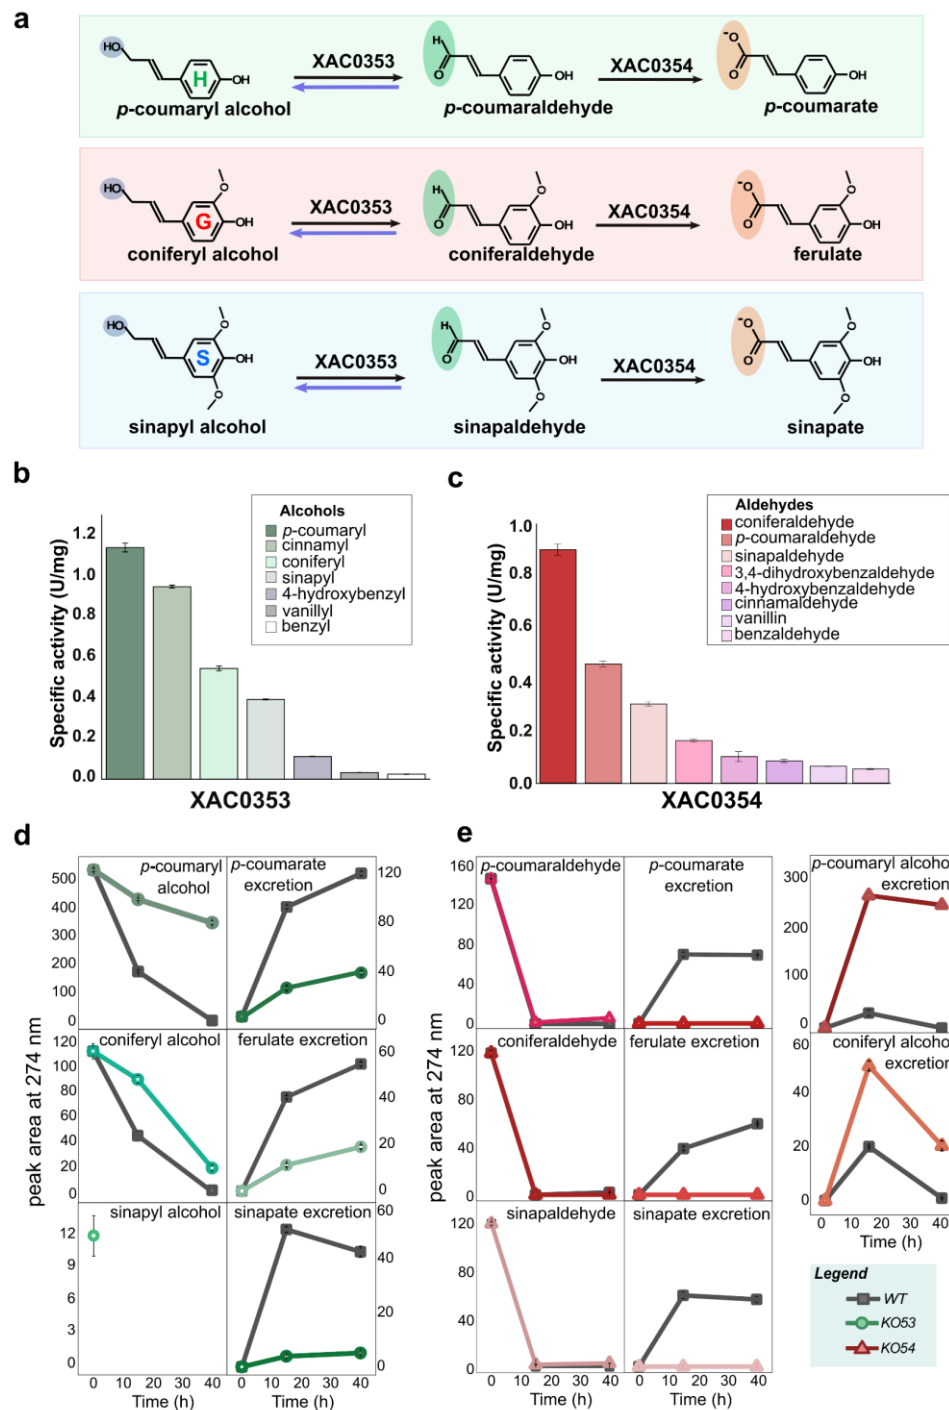 a
HO
H
OH
p-coumaryl alcohol
XAC0353
H
O
OH
p-coumaraldehyde
XAC0354
-O
O
OH
p-coumarate
HO
G
O
OH
coniferyl alcohol
XAC0353
H
O
O
OH
coniferaldehyde
XAC0354
-O
O
O
OH
ferulate
HO
S
O
OH
O
sinapyl alcohol
XAC0353
H
O
O
OH
O
sinapaldehyde
XAC0354
-O
O
O
OH
O
sinapate
b
Specific activity (U/mg)
1.2
1.0
0.8
0.6
0.4
0.2
0.0
Alcohols
p-coumaryl
cinnamyl
coniferyl
sinapyl
4-hydroxybenzyl
vanillyl
benzyl
XAC0353
c
Specific activity (U/mg)
1.0
0.8
0.6
0.4
0.2
0.0
Aldehydes
coniferaldehyde
p-coumaraldehyde
sinapaldehyde
3,4-dihydroxybenzaldehyde
4-hydroxybenzaldehyde
cinnamaldehyde
vanillin
benzaldehyde
XAC0354
d
peak area at 274 nm
p-coumaryl
alcohol
500
400
300
200
100
0
p-coumarate
excretion
120
80
40
0
coniferyl alcohol
120
100
80
60
40
20
0
ferulate excretion
60
40
20
0
sinapyl alcohol
12
9
6
3
0
sinapate excretion
60
40
20
0
0 10 20 30 40
Time (h)
0 10 20 30 40
Time (h)
e
peak area at 274 nm
p-coumaraldehyde
160
120
80
40
0
p-coumarate
excretion
p-coumaryl alcohol
excretion
300
200
100
0
coniferaldehyde
120
80
40
0
ferulate excretion
coniferyl alcohol
excretion
60
40
20
0
0 10 20 30 40
Time (h)
sinapaldehyde
120
80
40
0
sinapate excretion
0 10 20 30 40
Time (h)
0 10 20 30 40
Time (h)
Legend
WT
KO53
KO54